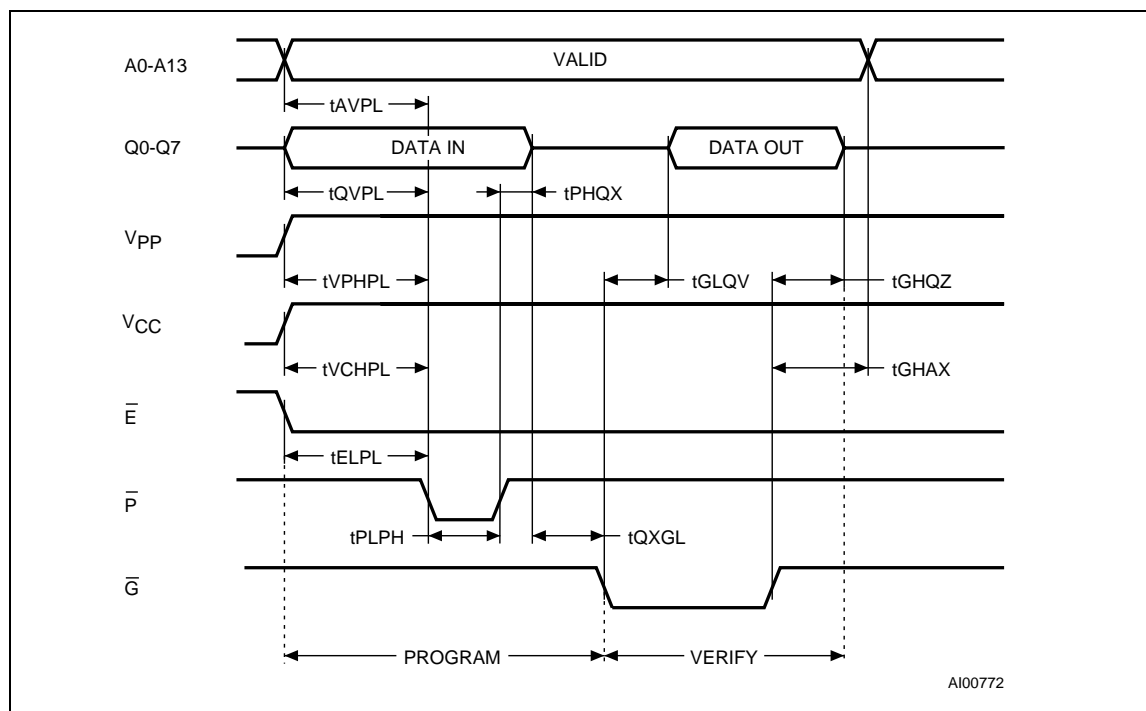 A0-A13
VALID
tAVPL
Q0-Q7
DATA IN
DATA OUT
tQVPL
tPHQX
VPP
tVPHPL
tGLQV
tGHQZ
VCC
tVCHPL
tGHAX
E̅
tELPL
P̅
tPLPH
tQXGL
G̅
PROGRAM
VERIFY
AI00772